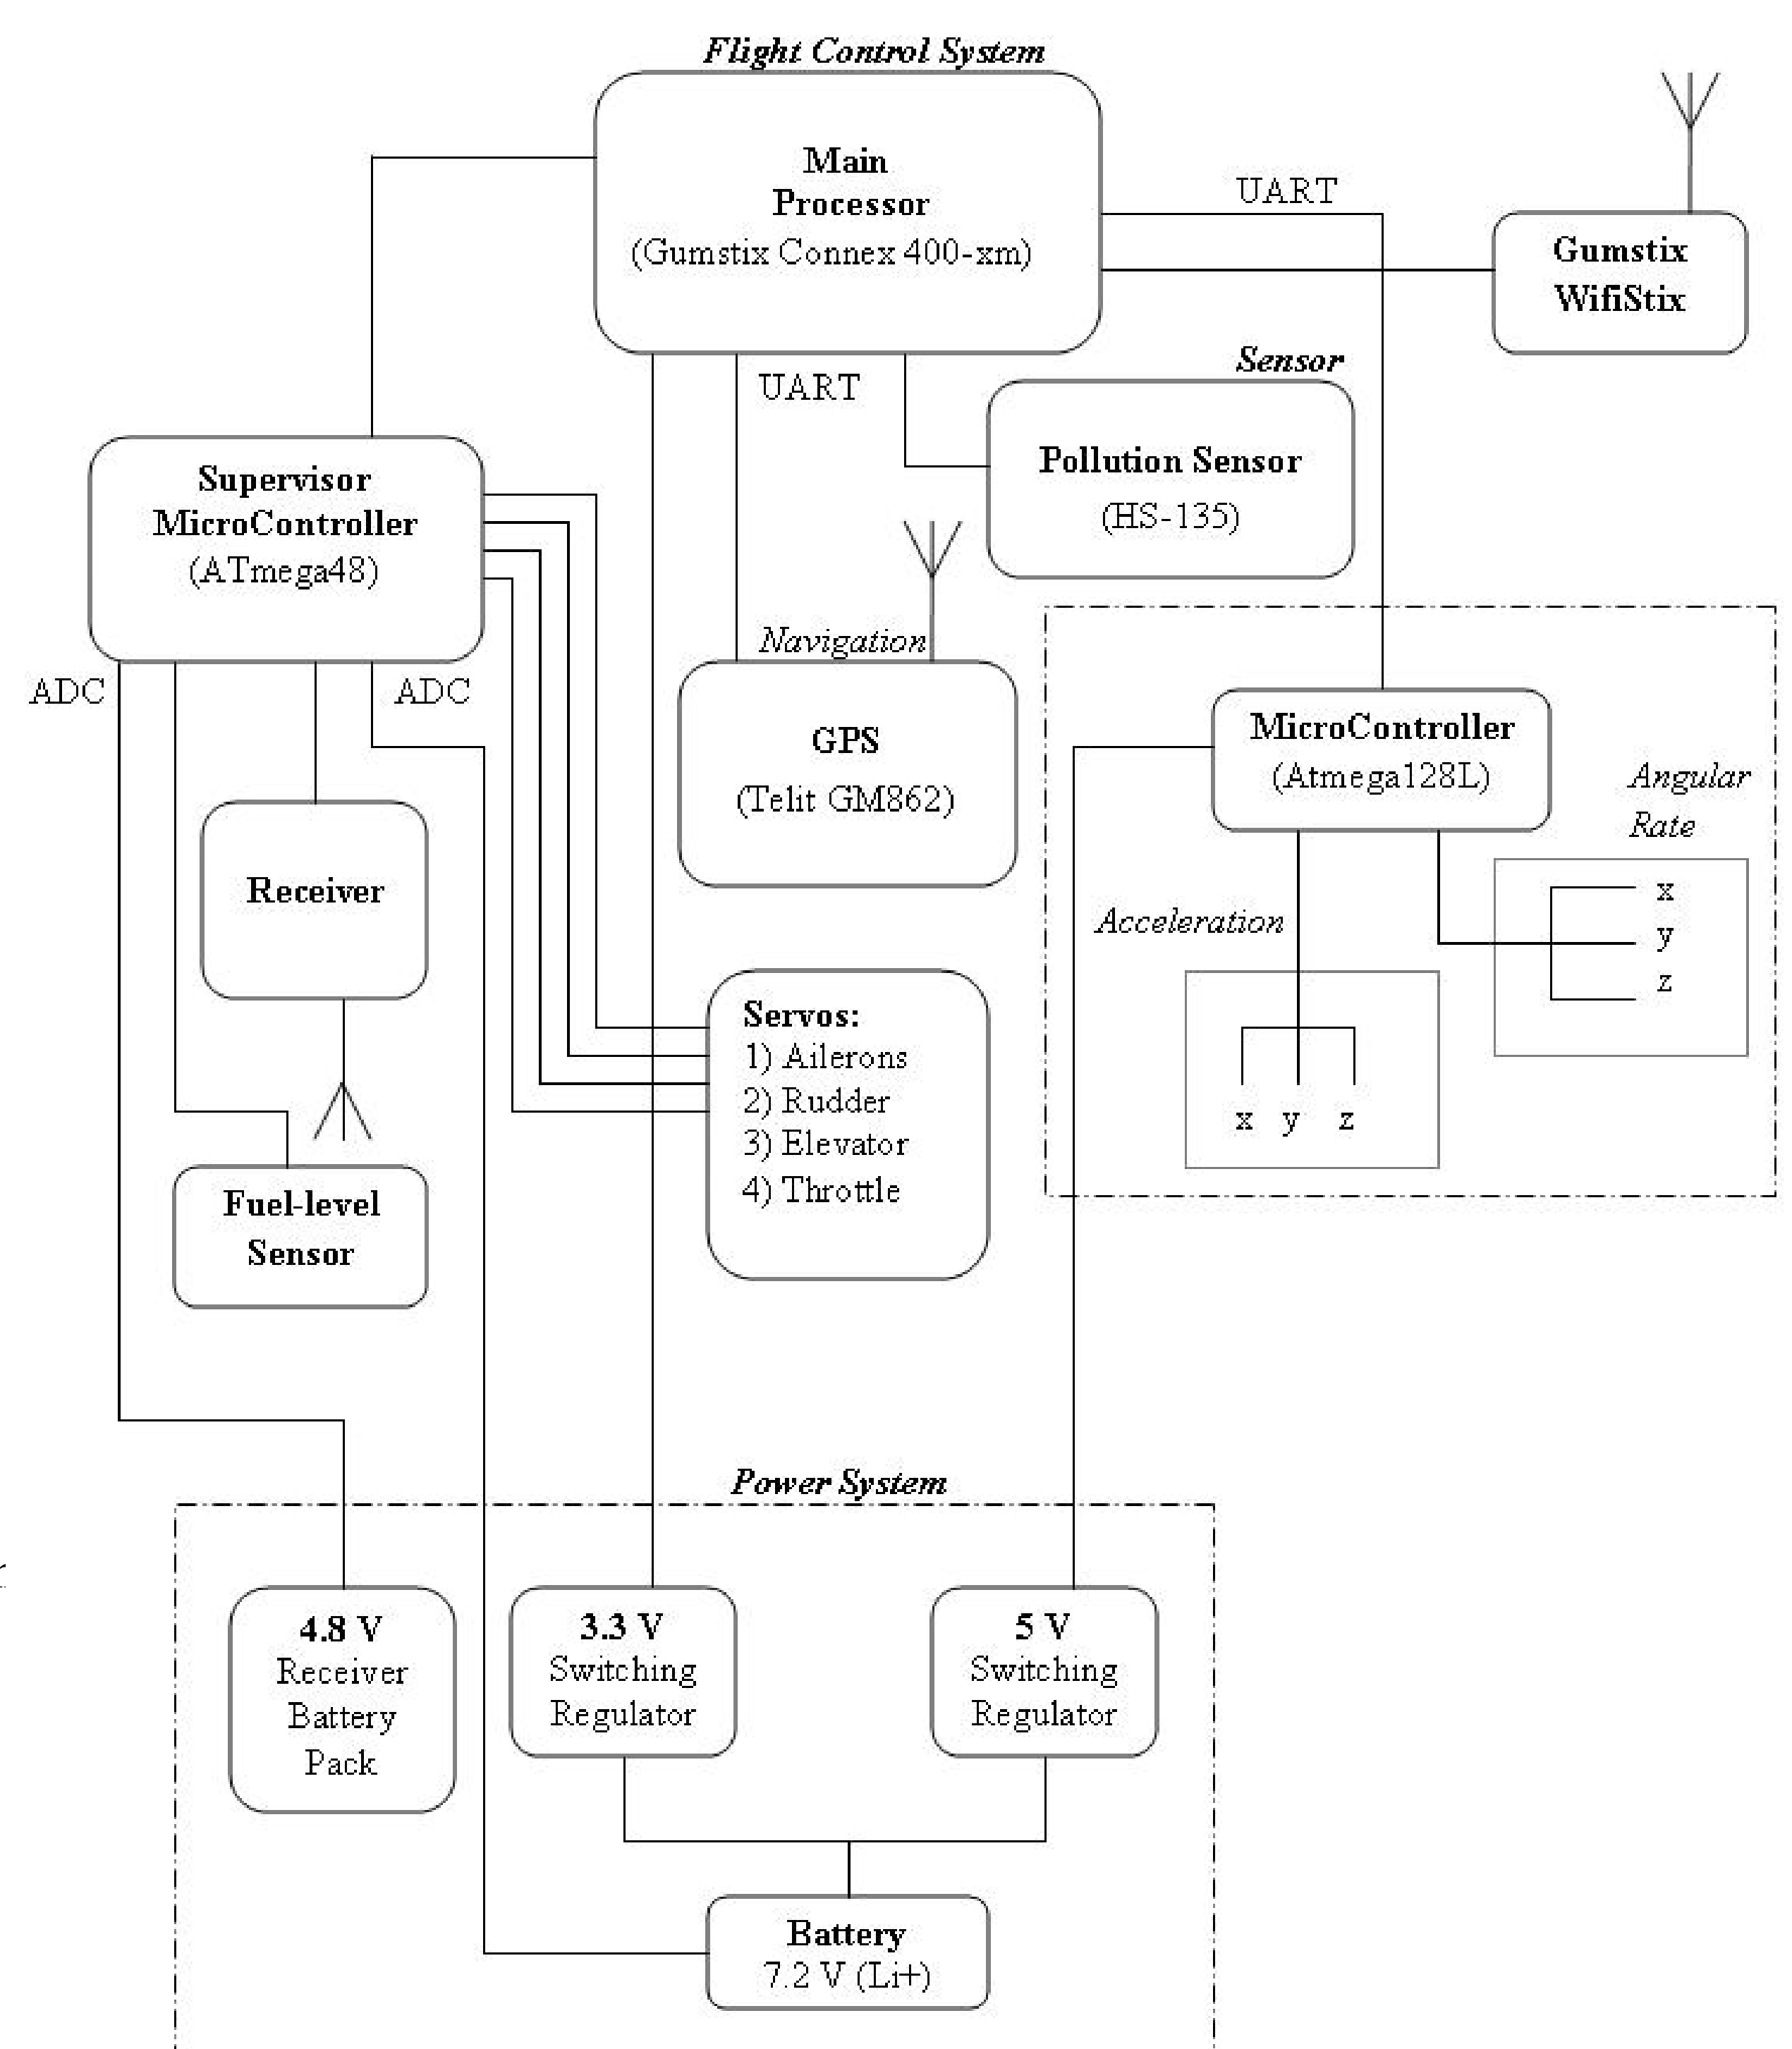 Flight Control System
Main
Processor
(Gumstix Connex 400-xm)
UART
Gumstix
WifiStix
Sensor
UART
Pollution Sensor
(HS-135)
Supervisor
MicroController
(ATmega48)
Navigation
ADC
ADC
GPS
(Telit GM862)
MicroController
(Atmega128L)
Angular
Rate
Receiver
Acceleration
x
y
z
Servos:
1) Ailerons
2) Rudder
3) Elevator
4) Throttle
x y z
Fuel-level
Sensor
Power System
4.8 V
Receiver
Battery
Pack
3.3 V
Switching
Regulator
5 V
Switching
Regulator
Battery
7.2 V (Li+)